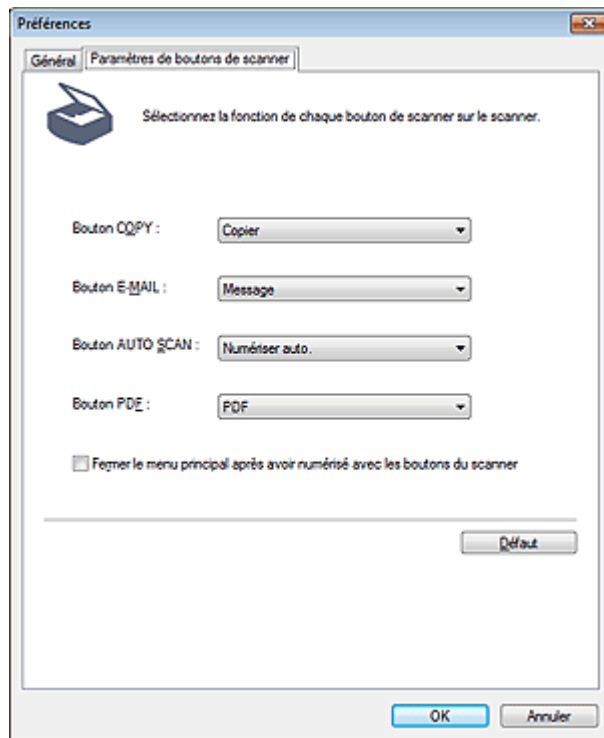 Préférences
Général Paramètres de boutons de scanner
Sélectionnez la fonction de chaque bouton de scanner sur le scanner.
Bouton COPY : Copier
Bouton E-MAIL : Message
Bouton AUTO SCAN : Numériser auto.
Bouton PDF : PDF
Fermer le menu principal après avoir numérisé avec les boutons du scanner
Défaut
OK Annuler